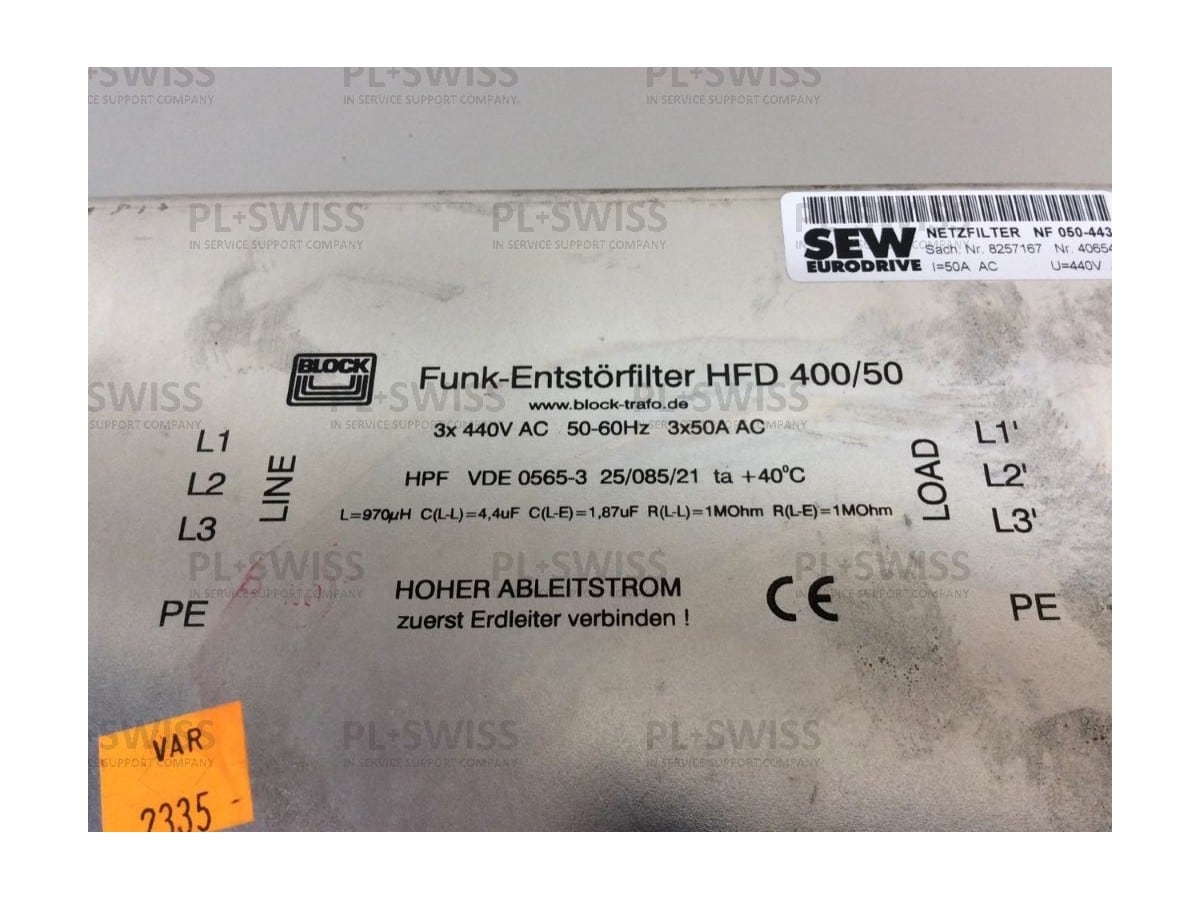 PL+SWISS
IN SERVICE SUPPORT COMPANY
NETZFILTER NF 050-443
SEW
EURODRIVE
Sach. Nr. 8257167 Nr. 40654
I=50A AC U=440V
BLOCK
Funk-Entstörfilter HFD 400/50
www.block-trafo.de
3x 440V AC 50-60Hz 3x50A AC
HPF VDE 0565-3 25/085/21 ta +40°C
L=970µH C(L-L)=4,4uF C(L-E)=1,87uF R(L-L)=1MOhm R(L-E)=1MOhm
L1
L2
L3
LINE
PE
LOAD
L1'
L2'
L3'
PE
HOHER ABLEITSTROM
zuerst Erdleiter verbinden !
CE
VAR
2335 -